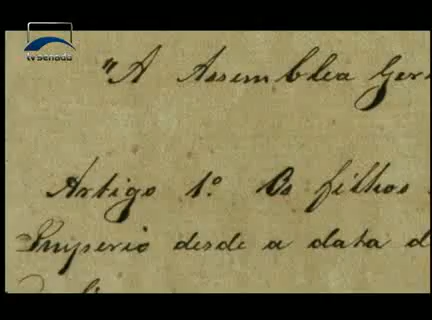 tv senado
"A Assemblea Ger
Artigo 1º Os filhos
Imperio desde a data d